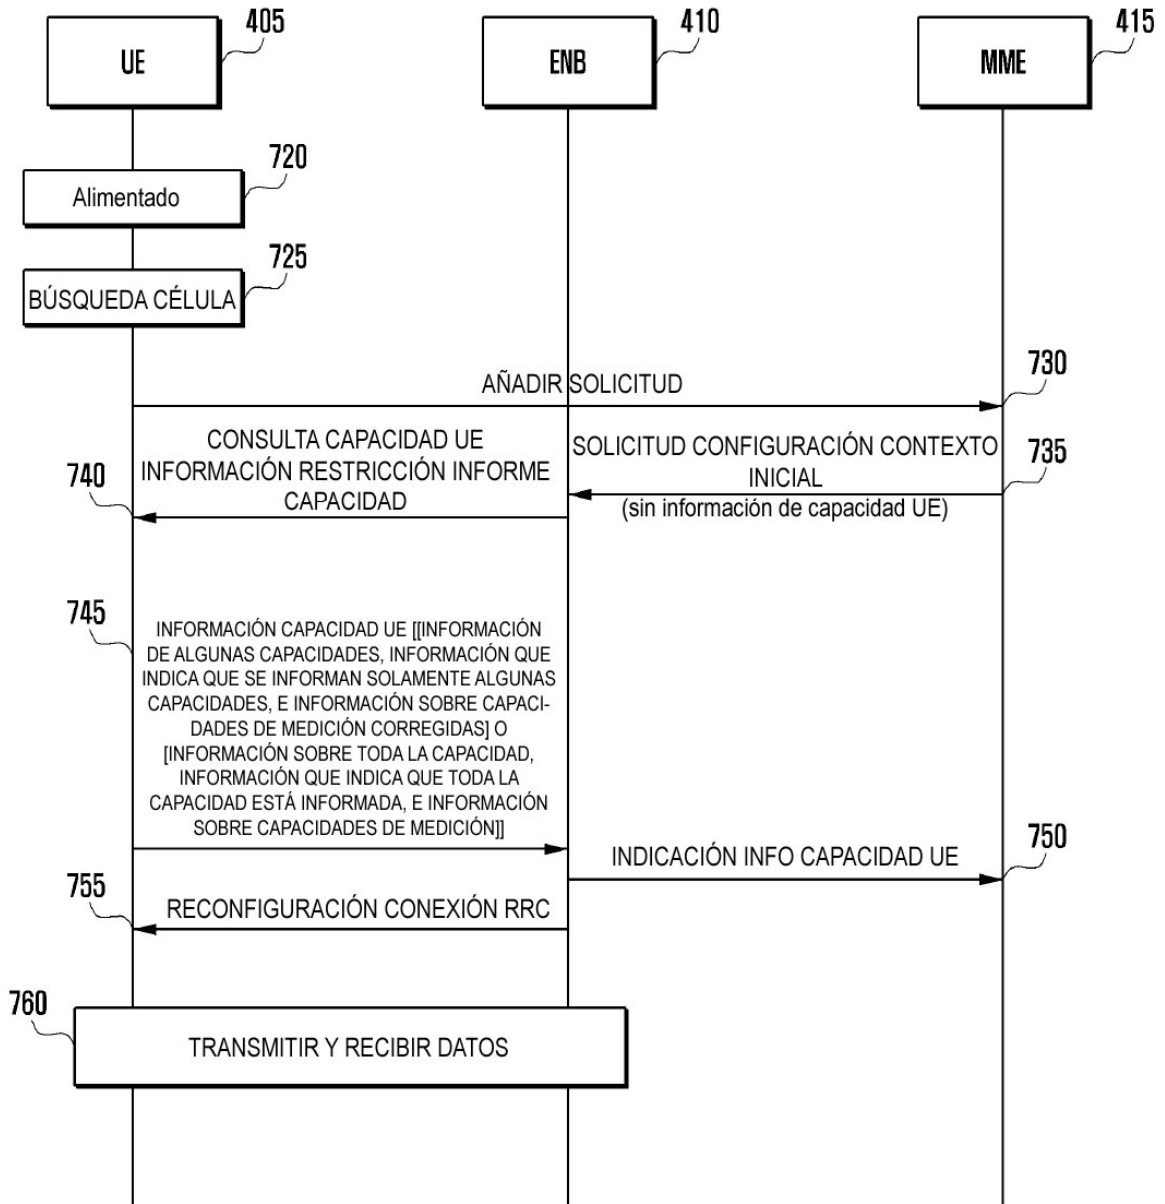 405
410
415
UE
ENB
MME
720
Alimentado
725
BÚSQUEDA CÉLULA
730
AÑADIR SOLICITUD
CONSULTA CAPACIDAD UE
INFORMACIÓN RESTRICCIÓN INFORME
CAPACIDAD
740
SOLICITUD CONFIGURACIÓN CONTEXTO
INICIAL
(sin información de capacidad UE)
735
745
INFORMACIÓN CAPACIDAD UE [[INFORMACIÓN
DE ALGUNAS CAPACIDADES, INFORMACIÓN QUE
INDICA QUE SE INFORMAN SOLAMENTE ALGUNAS
CAPACIDADES, E INFORMACIÓN SOBRE CAPACI-
DADES DE MEDICIÓN CORREGIDAS] O
[INFORMACIÓN SOBRE TODA LA CAPACIDAD,
INFORMACIÓN QUE INDICA QUE TODA LA
CAPACIDAD ESTÁ INFORMADA, E INFORMACIÓN
SOBRE CAPACIDADES DE MEDICIÓN]]
750
INDICACIÓN INFO CAPACIDAD UE
755
RECONFIGURACIÓN CONEXIÓN RRC
760
TRANSMITIR Y RECIBIR DATOS